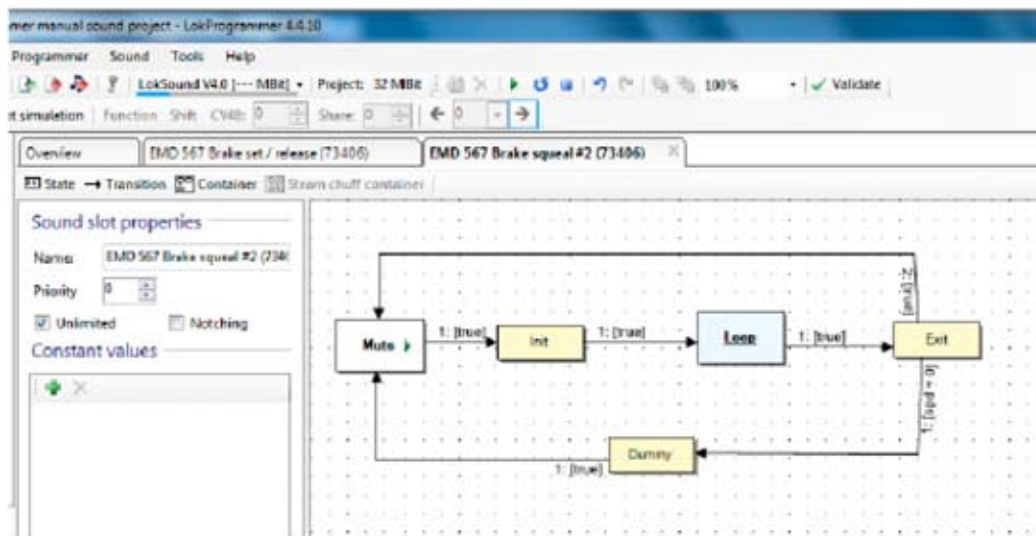 mer manual sound project - LokProgrammer 4.4.10
Programmer Sound Tools Help
LokSound V4.0 [--- MBit] Project: 32 MBit 100% Validate
t simulation Function Shift CV48: 0 Share: 0 0
Overview EMD 567 Brake set / release (73406) EMD 567 Brake squeal #2 (73406)
State Transition Container Steam chuff container
Sound slot properties
Name: EMD 567 Brake squeal #2 (734
Priority 0
Unlimited Notching
Constant values
2: [true]
Mute 1: [true] Init 1: [true] Loop 1: [true] Exit
1: [spd = 0]
Dummy
1: [true]